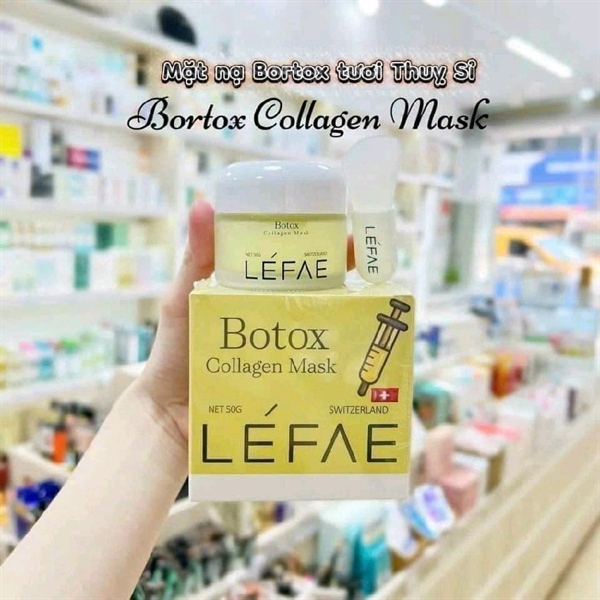 Mặt nạ Bortox tươi Thuỵ Sĩ
Bortox Collagen Mask
Botox
Collagen Mask
NET 50G SWITZERLAND
LÉFAE
LÉFAE
Botox
Collagen Mask
NET 50G SWITZERLAND
LÉFAE